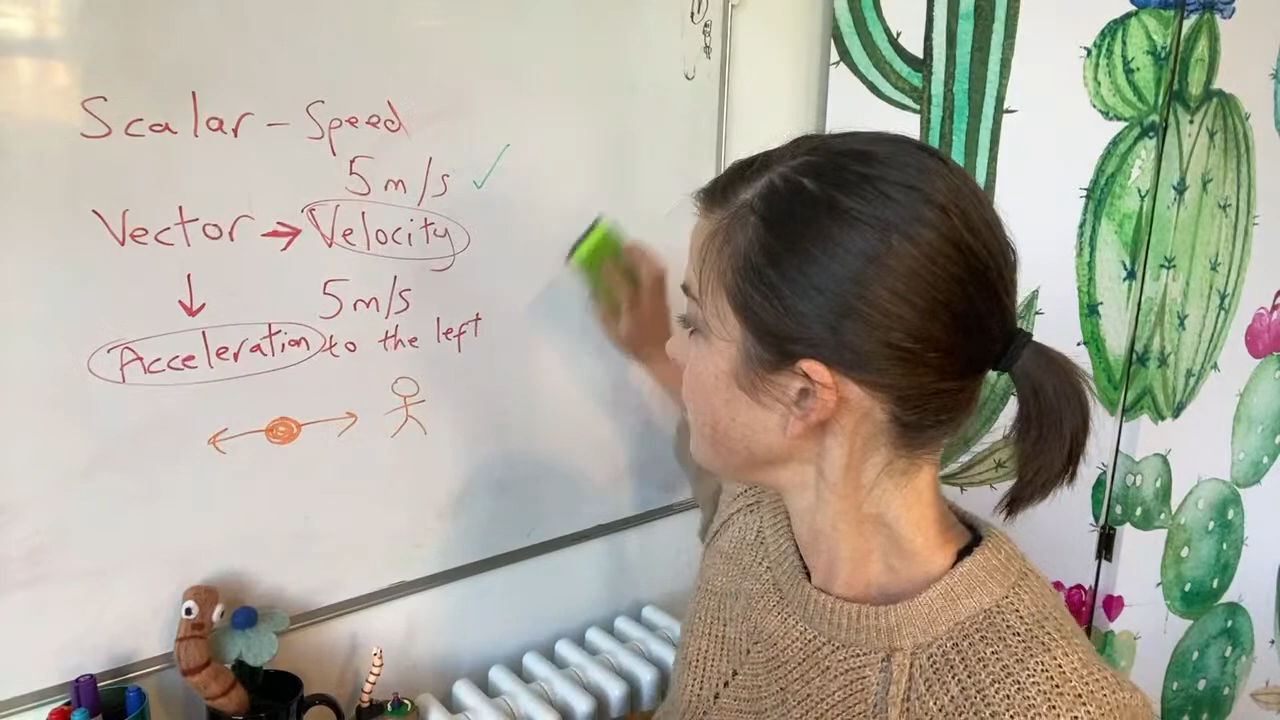 Scalar - Speed
5 m/s ✓
Vector → Velocity
↓
5 m/s
Acceleration to the left